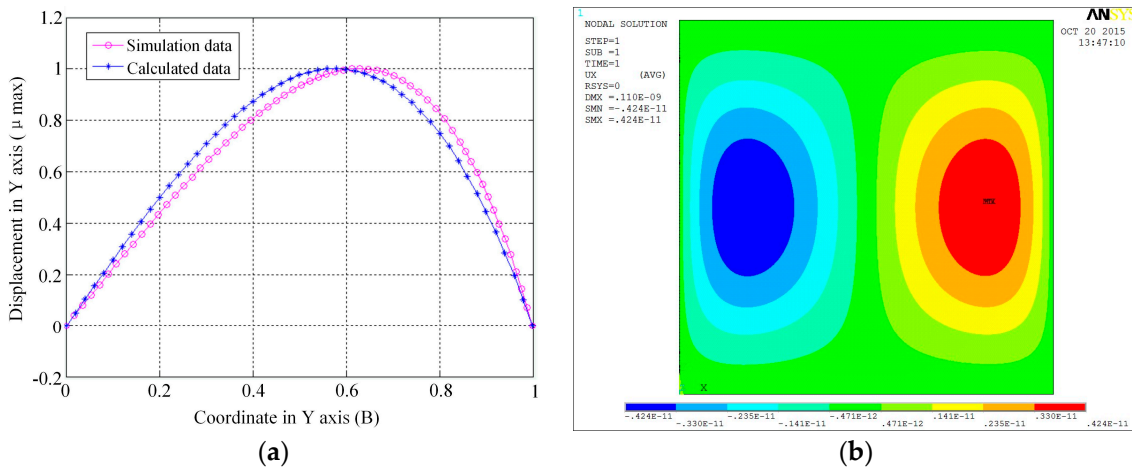 1.2
1
0.8
0.6
0.4
0.2
0
-0.2
0
0.2
0.4
0.6
0.8
1
Displacement in Y axis ( μ max)
Coordinate in Y axis (B)
Simulation data
Calculated data
(a)
1
NODAL SOLUTION
STEP=1
SUB =1
TIME=1
UX (AVG)
RSYS=0
DMX =.110E-09
SMN =-.424E-11
SMX =.424E-11
ANSYS
OCT 20 2015
13:47:10
X
-.424E-11
-.330E-11
-.235E-11
-.141E-11
-.471E-12
.471E-12
.141E-11
.235E-11
.330E-11
.424E-11
(b)